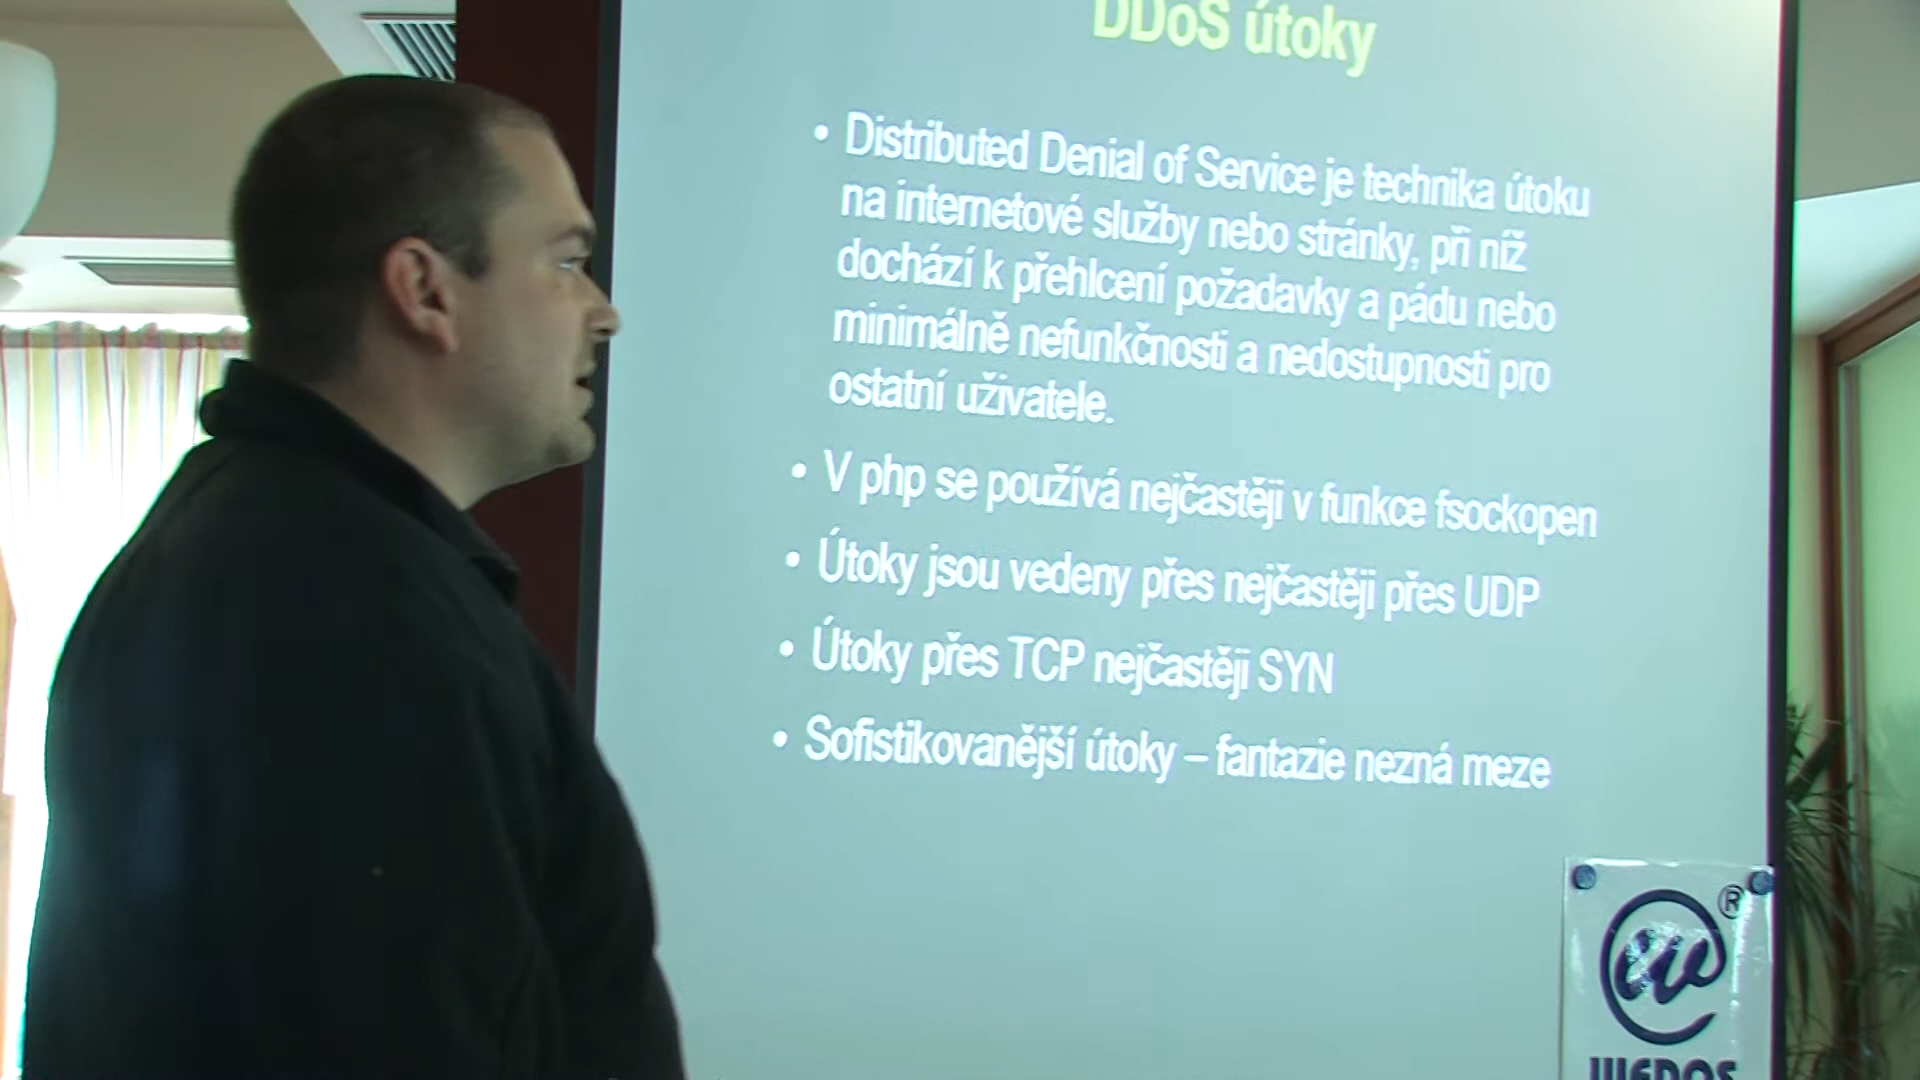 DDoS útoky
• Distributed Denial of Service je technika útoku
na internetové služby nebo stránky, při níž
dochází k přehlcení požadavky a pádu nebo
minimálně nefunkčnosti a nedostupnosti pro
ostatní uživatele.
• V php se používá nejčastěji v funkce fsockopen
• Útoky jsou vedeny přes nejčastěji přes UDP
• Útoky přes TCP nejčastěji SYN
• Sofistikovanější útoky – fantazie nezná meze
w ®
WEDOS